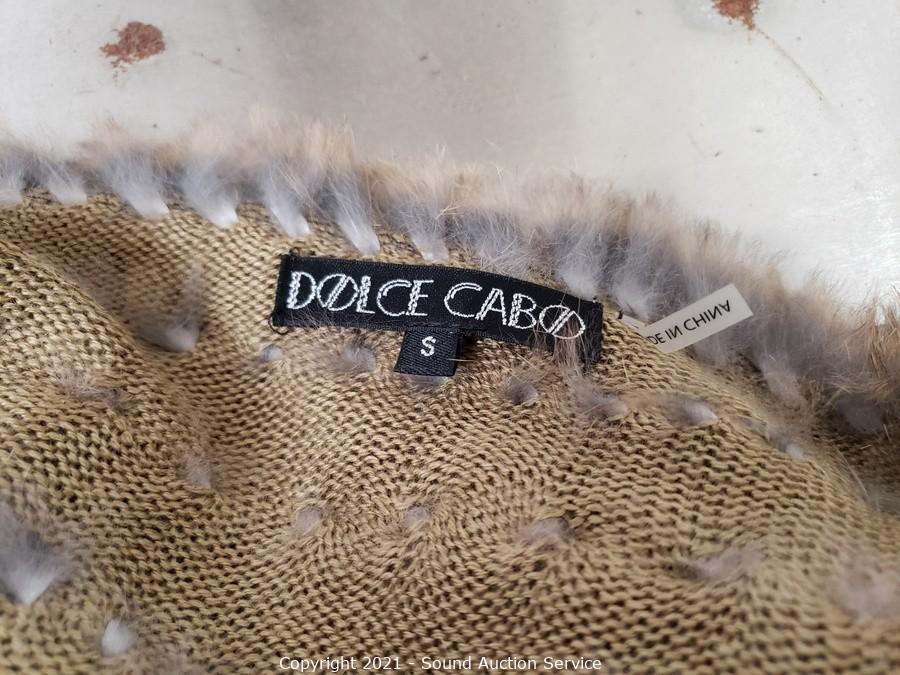 DOLCE CABO
S
DE IN CHINA
Copyright 2021 - Sound Auction Service